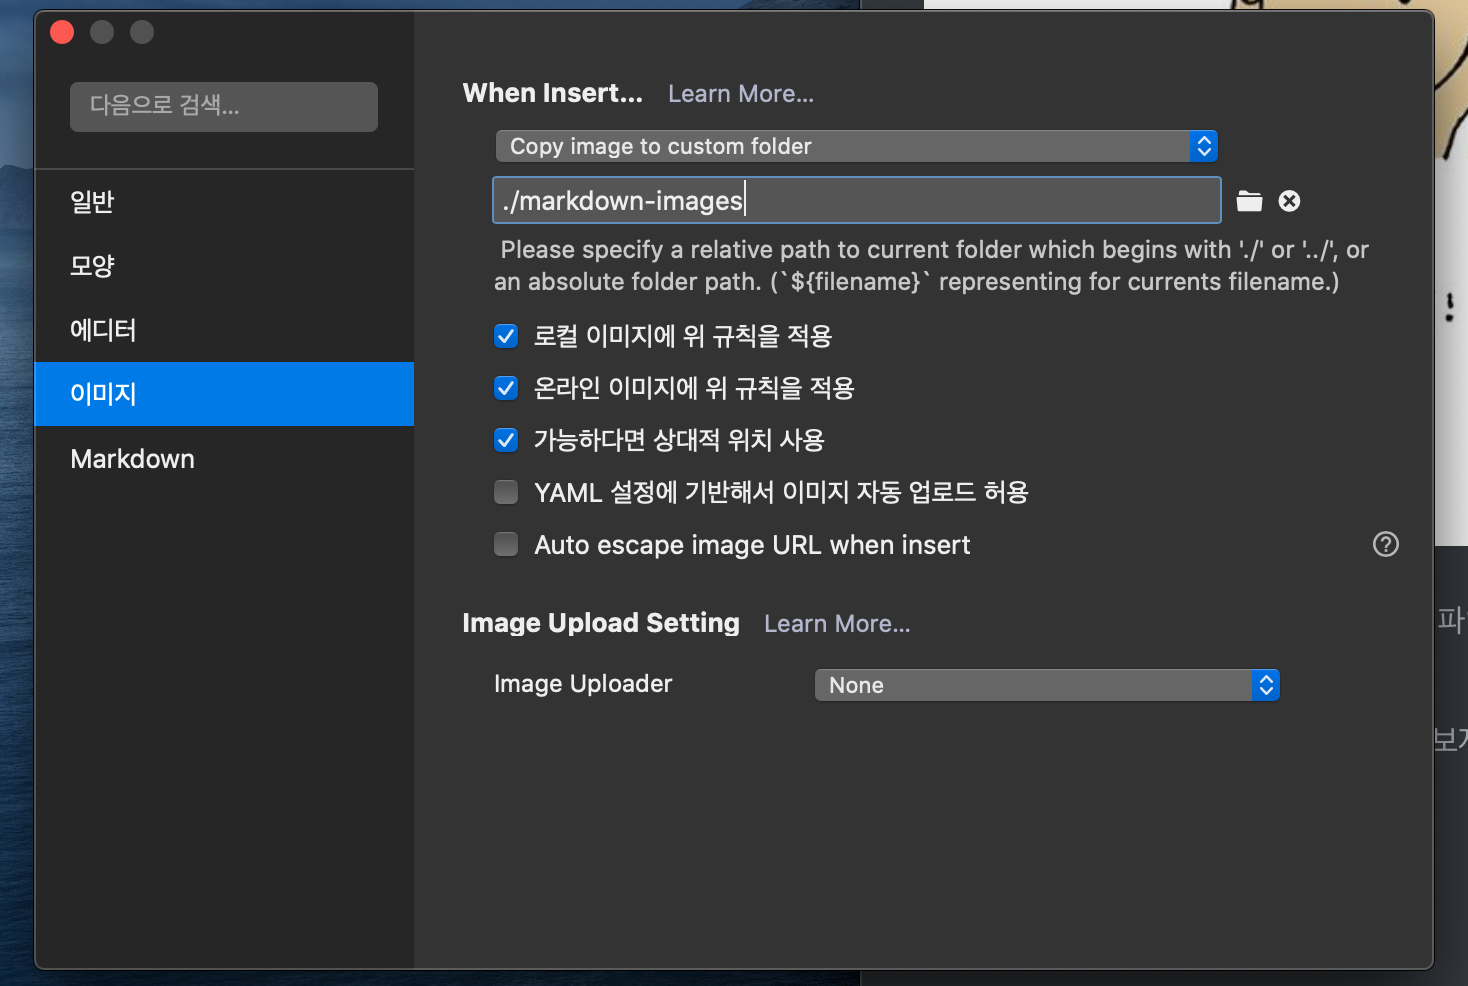 다음으로 검색...
일반
모양
에디터
이미지
Markdown
When Insert... Learn More...
Copy image to custom folder
./markdown-images
Please specify a relative path to current folder which begins with './' or '../', or
an absolute folder path. (`${filename}` representing for currents filename.)
로컬 이미지에 위 규칙을 적용
온라인 이미지에 위 규칙을 적용
가능하다면 상대적 위치 사용
YAML 설정에 기반해서 이미지 자동 업로드 허용
Auto escape image URL when insert
?
Image Upload Setting Learn More...
Image Uploader None
!